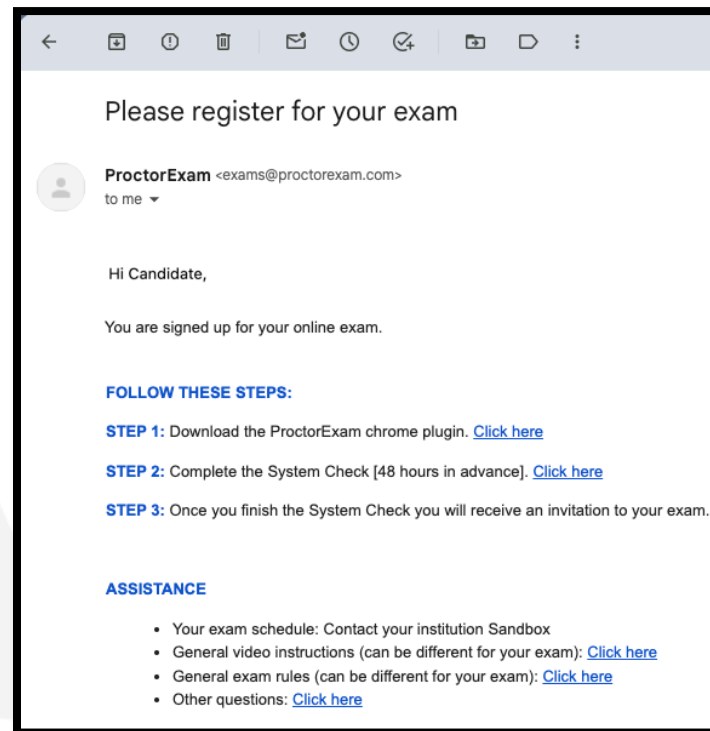 Please register for your exam
ProctorExam <exams@proctorexam.com>
to me
Hi Candidate,
You are signed up for your online exam.
FOLLOW THESE STEPS:
STEP 1: Download the ProctorExam chrome plugin. Click here
STEP 2: Complete the System Check [48 hours in advance]. Click here
STEP 3: Once you finish the System Check you will receive an invitation to your exam.
ASSISTANCE
• Your exam schedule: Contact your institution Sandbox
• General video instructions (can be different for your exam): Click here
• General exam rules (can be different for your exam): Click here
• Other questions: Click here